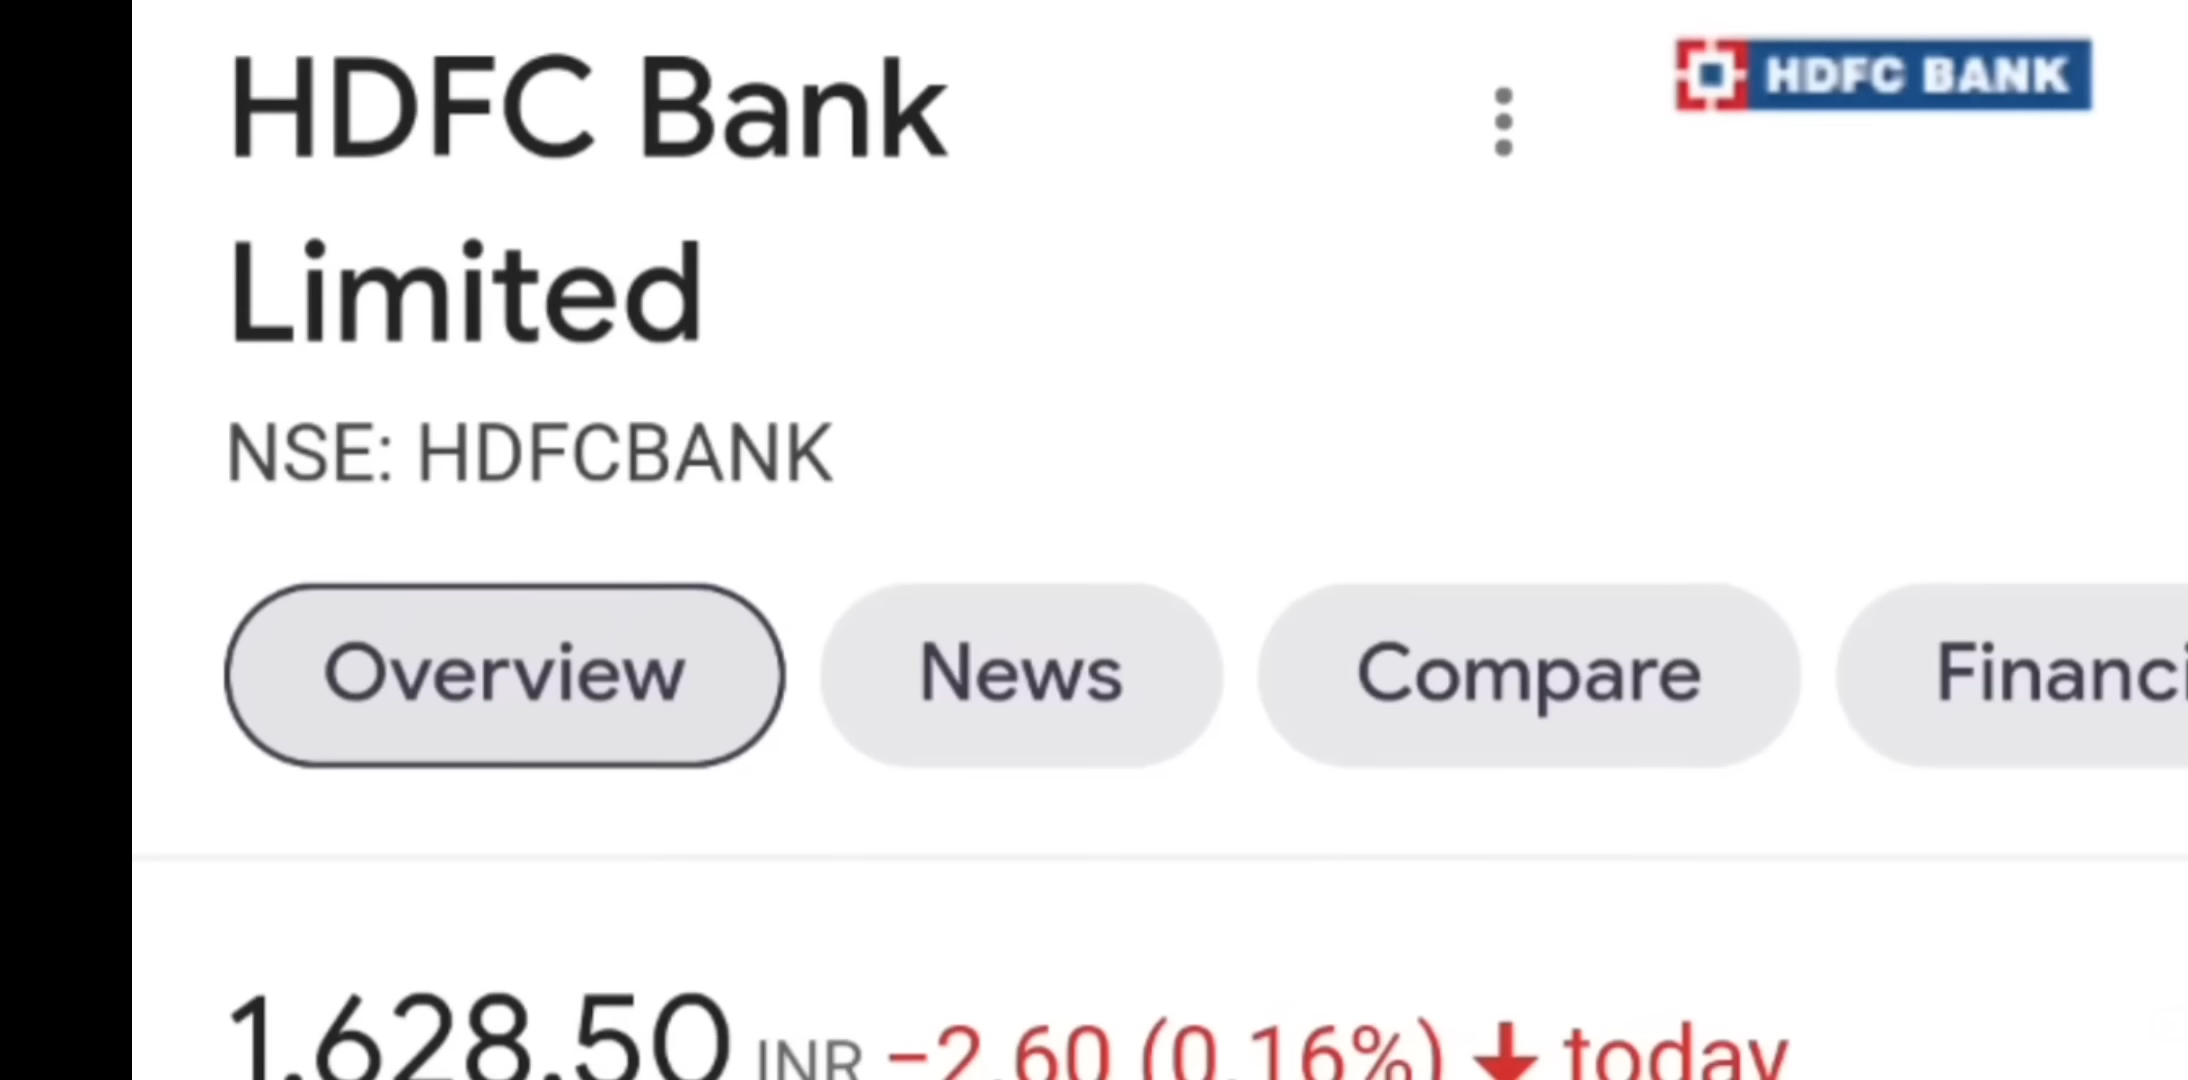 HDFC Bank
Limited
HDFC BANK
NSE: HDFCBANK
Overview News Compare Financi
1,628.50 INR −2.60 (0.16%) ↓ today